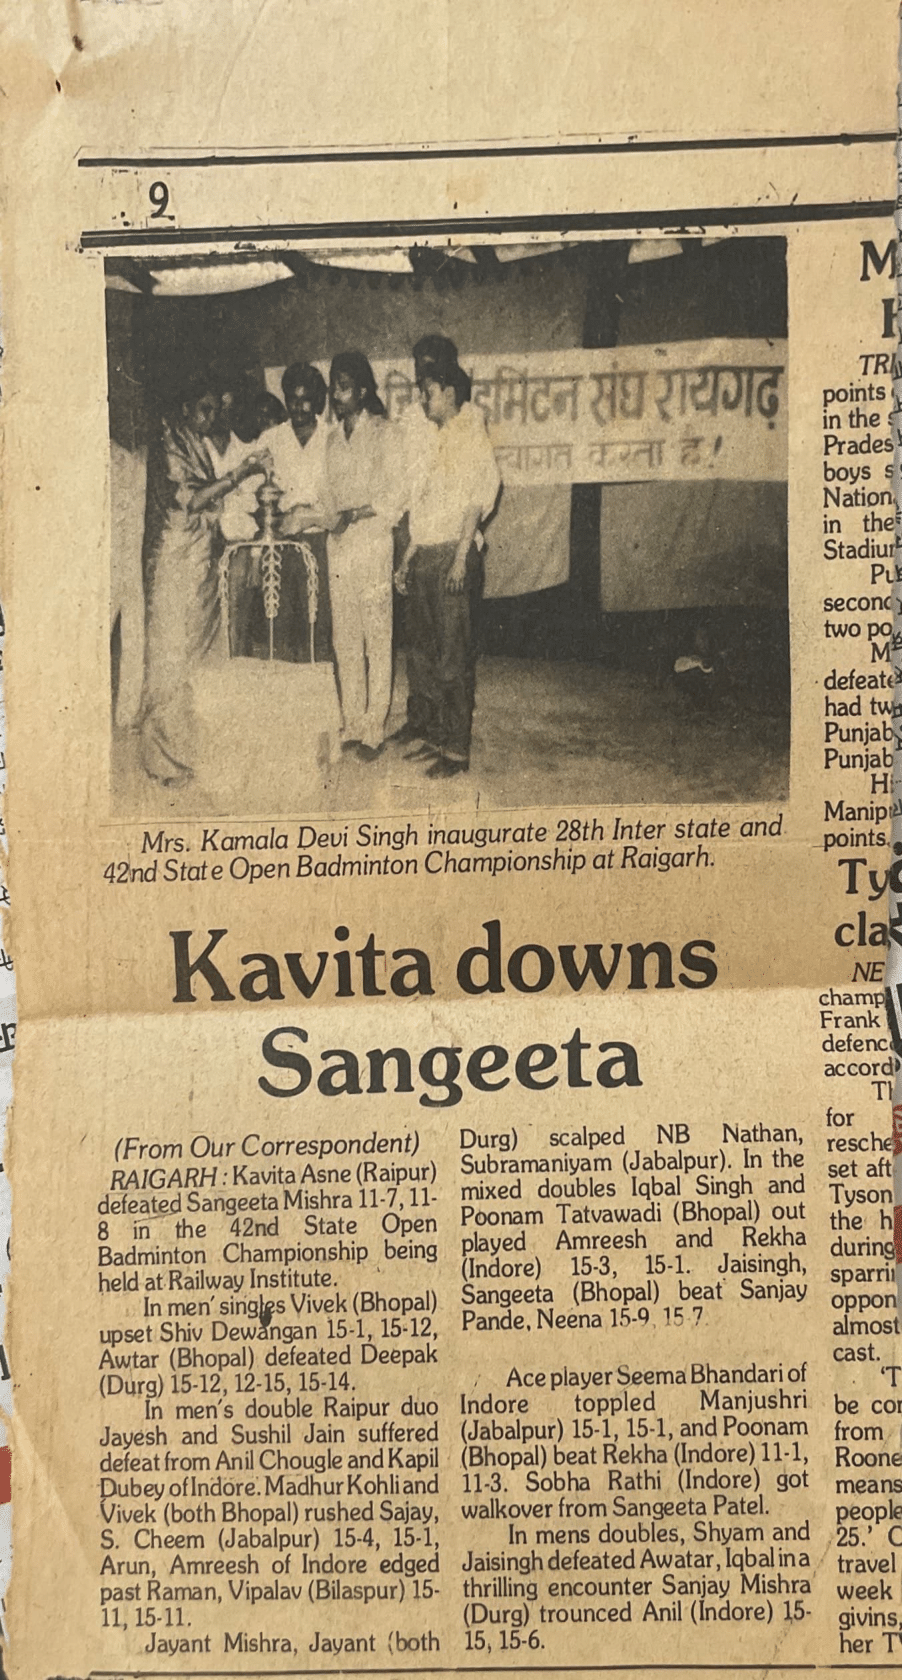 9
डमिंटन संघ रायगढ़
स्वागत करता है!
Mrs. Kamala Devi Singh inaugurate 28th Inter state and
42nd State Open Badminton Championship at Raigarh.
Kavita downs
Sangeeta
(From Our Correspondent)
RAIGARH : Kavita Asne (Raipur)
defeated Sangeeta Mishra 11-7, 11-
8 in the 42nd State Open
Badminton Championship being
held at Railway Institute.
In men' singles Vivek (Bhopal)
upset Shiv Dewangan 15-1, 15-12,
Awtar (Bhopal) defeated Deepak
(Durg) 15-12, 12-15, 15-14.
In men's double Raipur duo
Jayesh and Sushil Jain suffered
defeat from Anil Chougle and Kapil
Dubey of Indore. Madhur Kohli and
Vivek (both Bhopal) rushed Sajay,
S. Cheem (Jabalpur) 15-4, 15-1,
Arun, Amreesh of Indore edged
past Raman, Vipalav (Bilaspur) 15-
11, 15-11.
Jayant Mishra, Jayant (both
Durg) scalped NB Nathan,
Subramaniyam (Jabalpur). In the
mixed doubles Iqbal Singh and
Poonam Tatvawadi (Bhopal) out
played Amreesh and Rekha
(Indore) 15-3, 15-1. Jaisingh,
Sangeeta (Bhopal) beat Sanjay
Pande, Neena 15-9, 15-7.
Ace player Seema Bhandari of
Indore toppled Manjushri
(Jabalpur) 15-1, 15-1, and Poonam
(Bhopal) beat Rekha (Indore) 11-1,
11-3. Sobha Rathi (Indore) got
walkover from Sangeeta Patel.
In mens doubles, Shyam and
Jaisingh defeated Awatar, Iqbal in a
thrilling encounter Sanjay Mishra
(Durg) trounced Anil (Indore) 15-
15, 15-6.
M
TRI
points
in the
Prades
boys s
Nation
in the
Stadiu
Pu
second
two po
M
defeate
had tw
Punjab
Punjab
Hi
Manip
points.
Ty
cla
NE
champ
Frank
defenc
accord
Th
for
resche
set aft
Tyson
the h
during
sparri
oppon
almost
cast.
'T
be cor
from
Roone
means
people
25.'
travel
week
givins,
her T